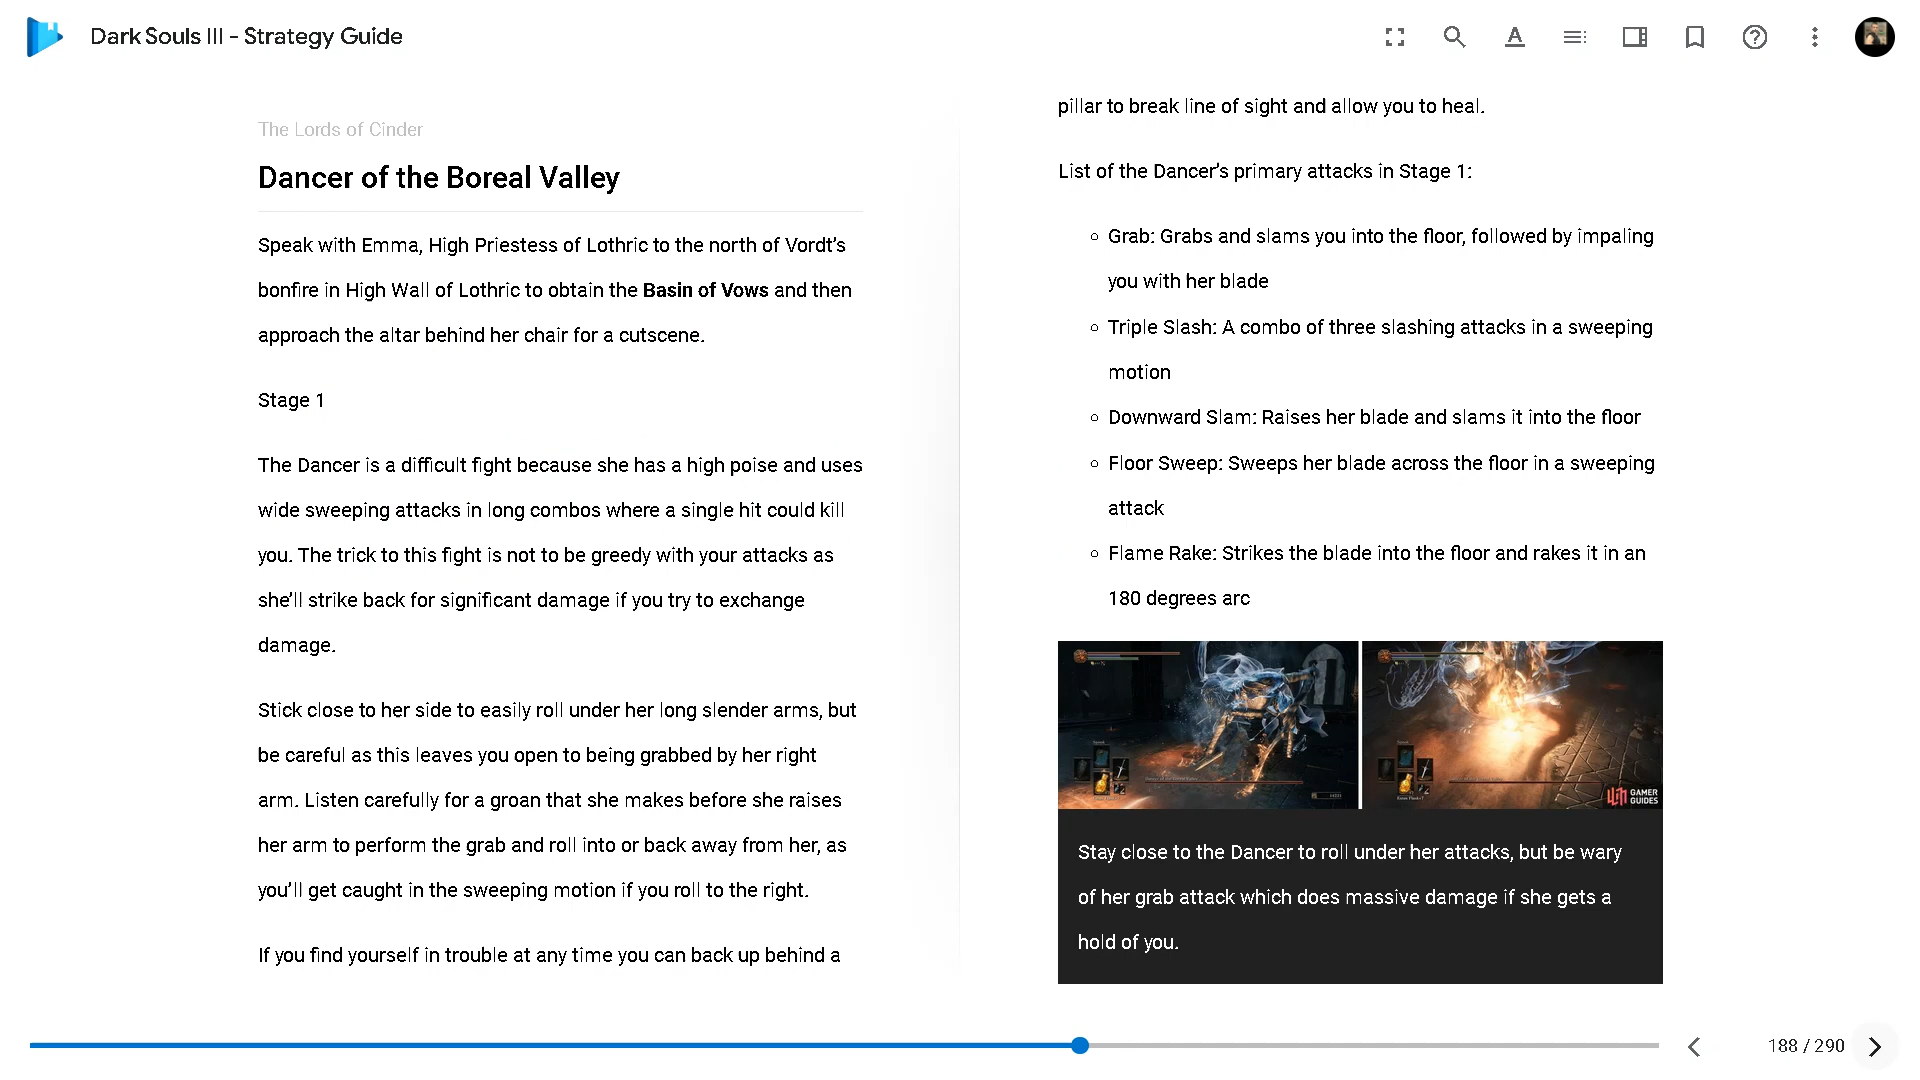 Dark Souls III - Strategy Guide
The Lords of Cinder
Dancer of the Boreal Valley
Speak with Emma, High Priestess of Lothric to the north of Vordt's
bonfire in High Wall of Lothric to obtain the Basin of Vows and then
approach the altar behind her chair for a cutscene.
Stage 1
The Dancer is a difficult fight because she has a high poise and uses
wide sweeping attacks in long combos where a single hit could kill
you. The trick to this fight is not to be greedy with your attacks as
she'll strike back for significant damage if you try to exchange
damage.
Stick close to her side to easily roll under her long slender arms, but
be careful as this leaves you open to being grabbed by her right
arm. Listen carefully for a groan that she makes before she raises
her arm to perform the grab and roll into or back away from her, as
you'll get caught in the sweeping motion if you roll to the right.
If you find yourself in trouble at any time you can back up behind a
pillar to break line of sight and allow you to heal.
List of the Dancer's primary attacks in Stage 1:
Grab: Grabs and slams you into the floor, followed by impaling
you with her blade
Triple Slash: A combo of three slashing attacks in a sweeping
motion
Downward Slam: Raises her blade and slams it into the floor
Floor Sweep: Sweeps her blade across the floor in a sweeping
attack
Flame Rake: Strikes the blade into the floor and rakes it in an
180 degrees arc
GAMER
GUIDES
Stay close to the Dancer to roll under her attacks, but be wary
of her grab attack which does massive damage if she gets a
hold of you.
188 / 290